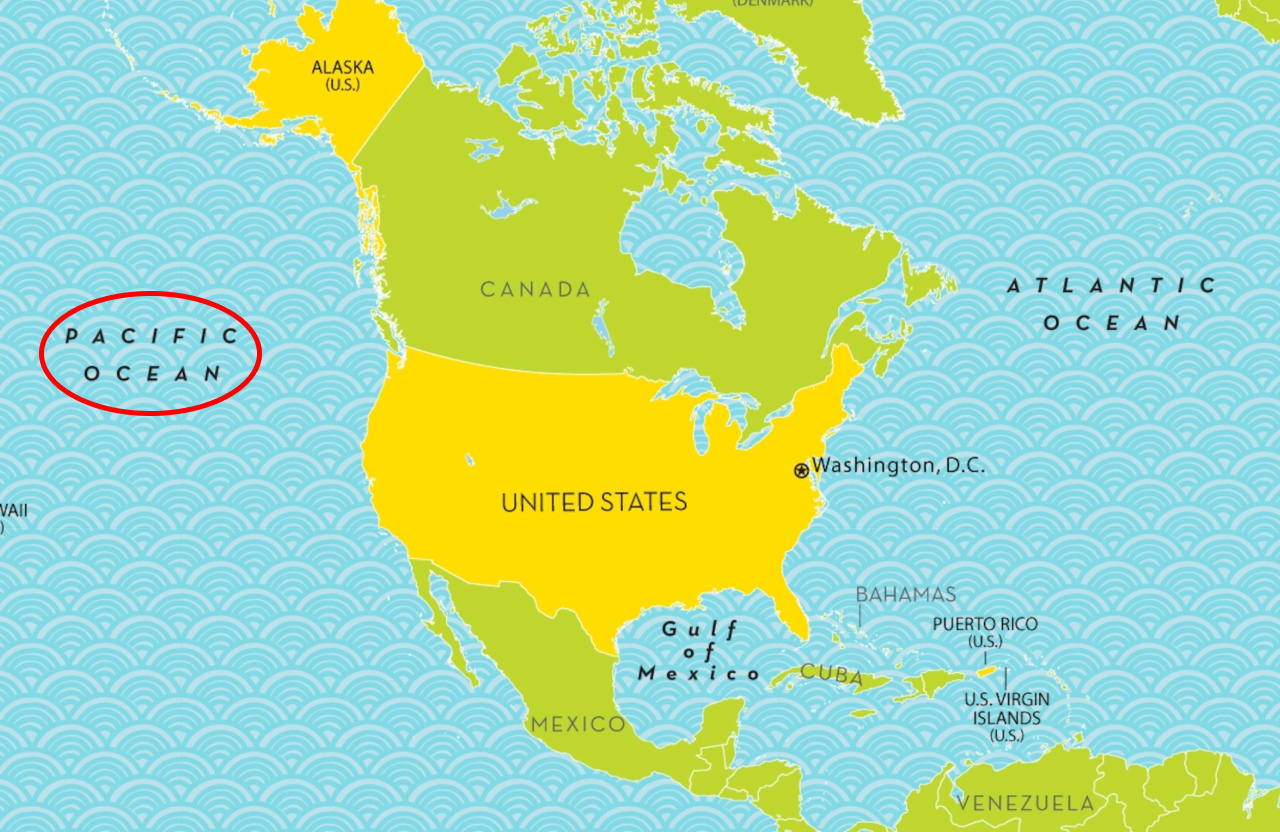 (DENMARK)
ALASKA
(U.S.)
CANADA
ATLANTIC
OCEAN
PACIFIC
OCEAN
Washington, D.C.
UNITED STATES
BAHAMAS
PUERTO RICO
(U.S.)
Gulf
of
Mexico
CUBA
U.S. VIRGIN
ISLANDS
(U.S.)
MEXICO
VENEZUELA